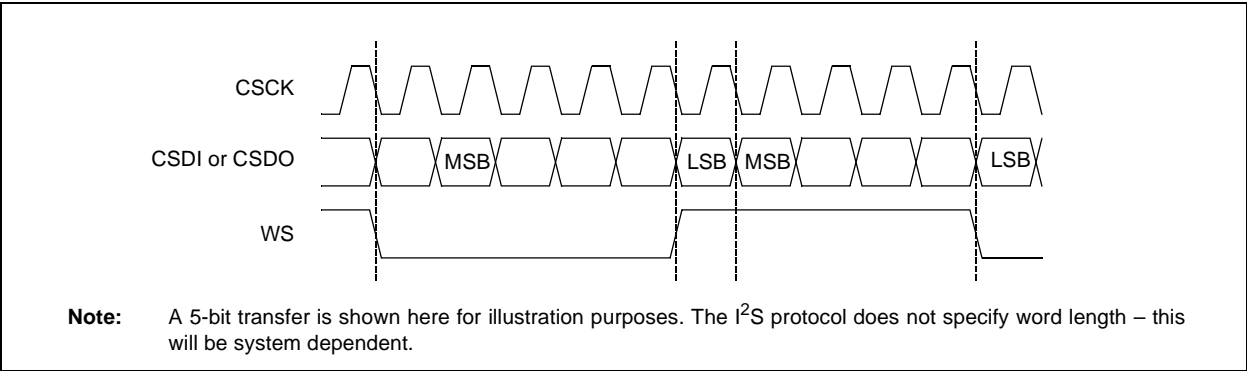 CSCK
CSDI or CSDO
MSB
LSB
MSB
LSB
WS
Note: A 5-bit transfer is shown here for illustration purposes. The I²S protocol does not specify word length – this
will be system dependent.